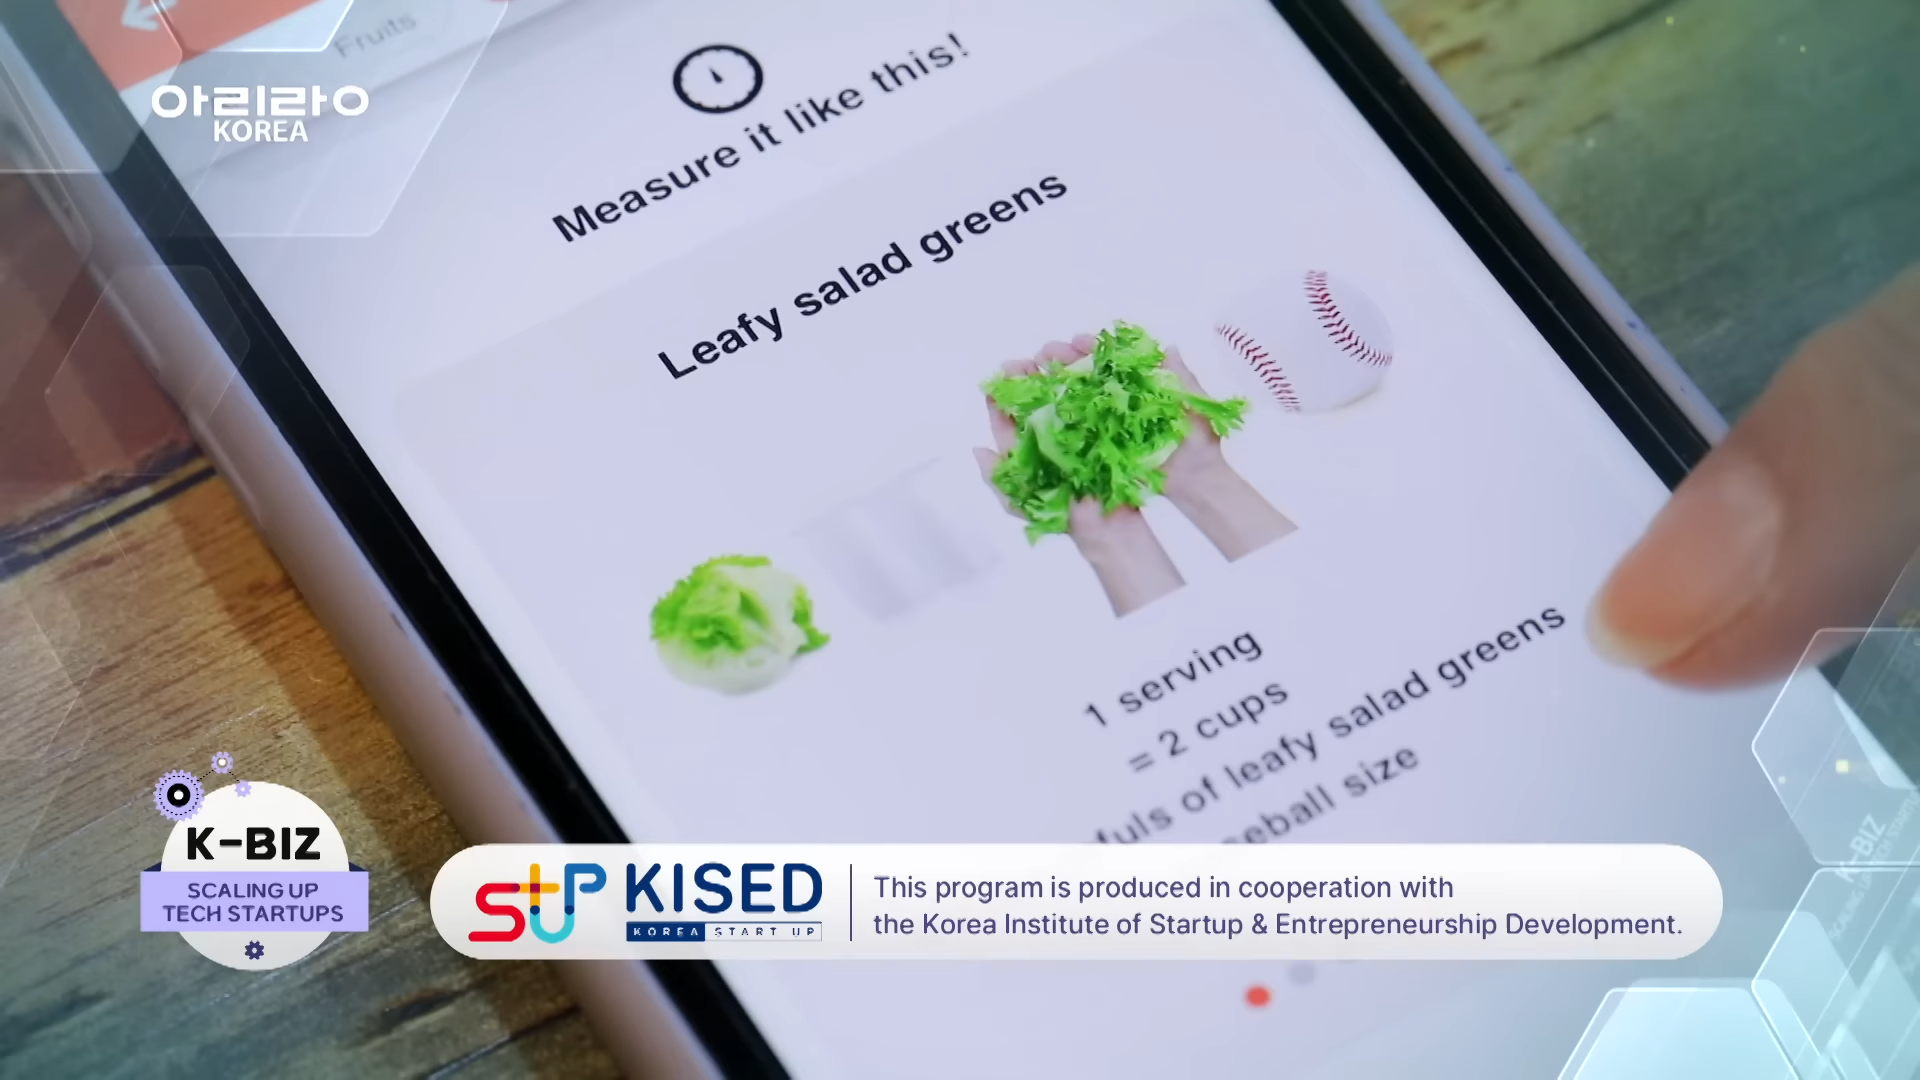 Fruits
아리랑
KOREA
Measure it like this!
Leafy salad greens
1 serving
= 2 cups
of leafy salad greens
size
K-BIZ
SCALING UP
TECH STARTUPS
StUP KISED
KOREA START UP
This program is produced in cooperation with
the Korea Institute of Startup & Entrepreneurship Development.
K-BIZ